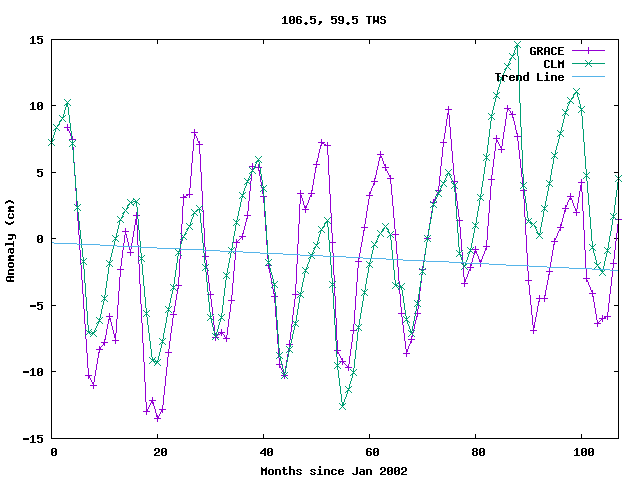 106.5, 59.5 TWS
15
10
5
0
-5
-10
-15
Anomaly (cm)
GRACE
CLM
Trend Line
0 20 40 60 80 100
Months since Jan 2002